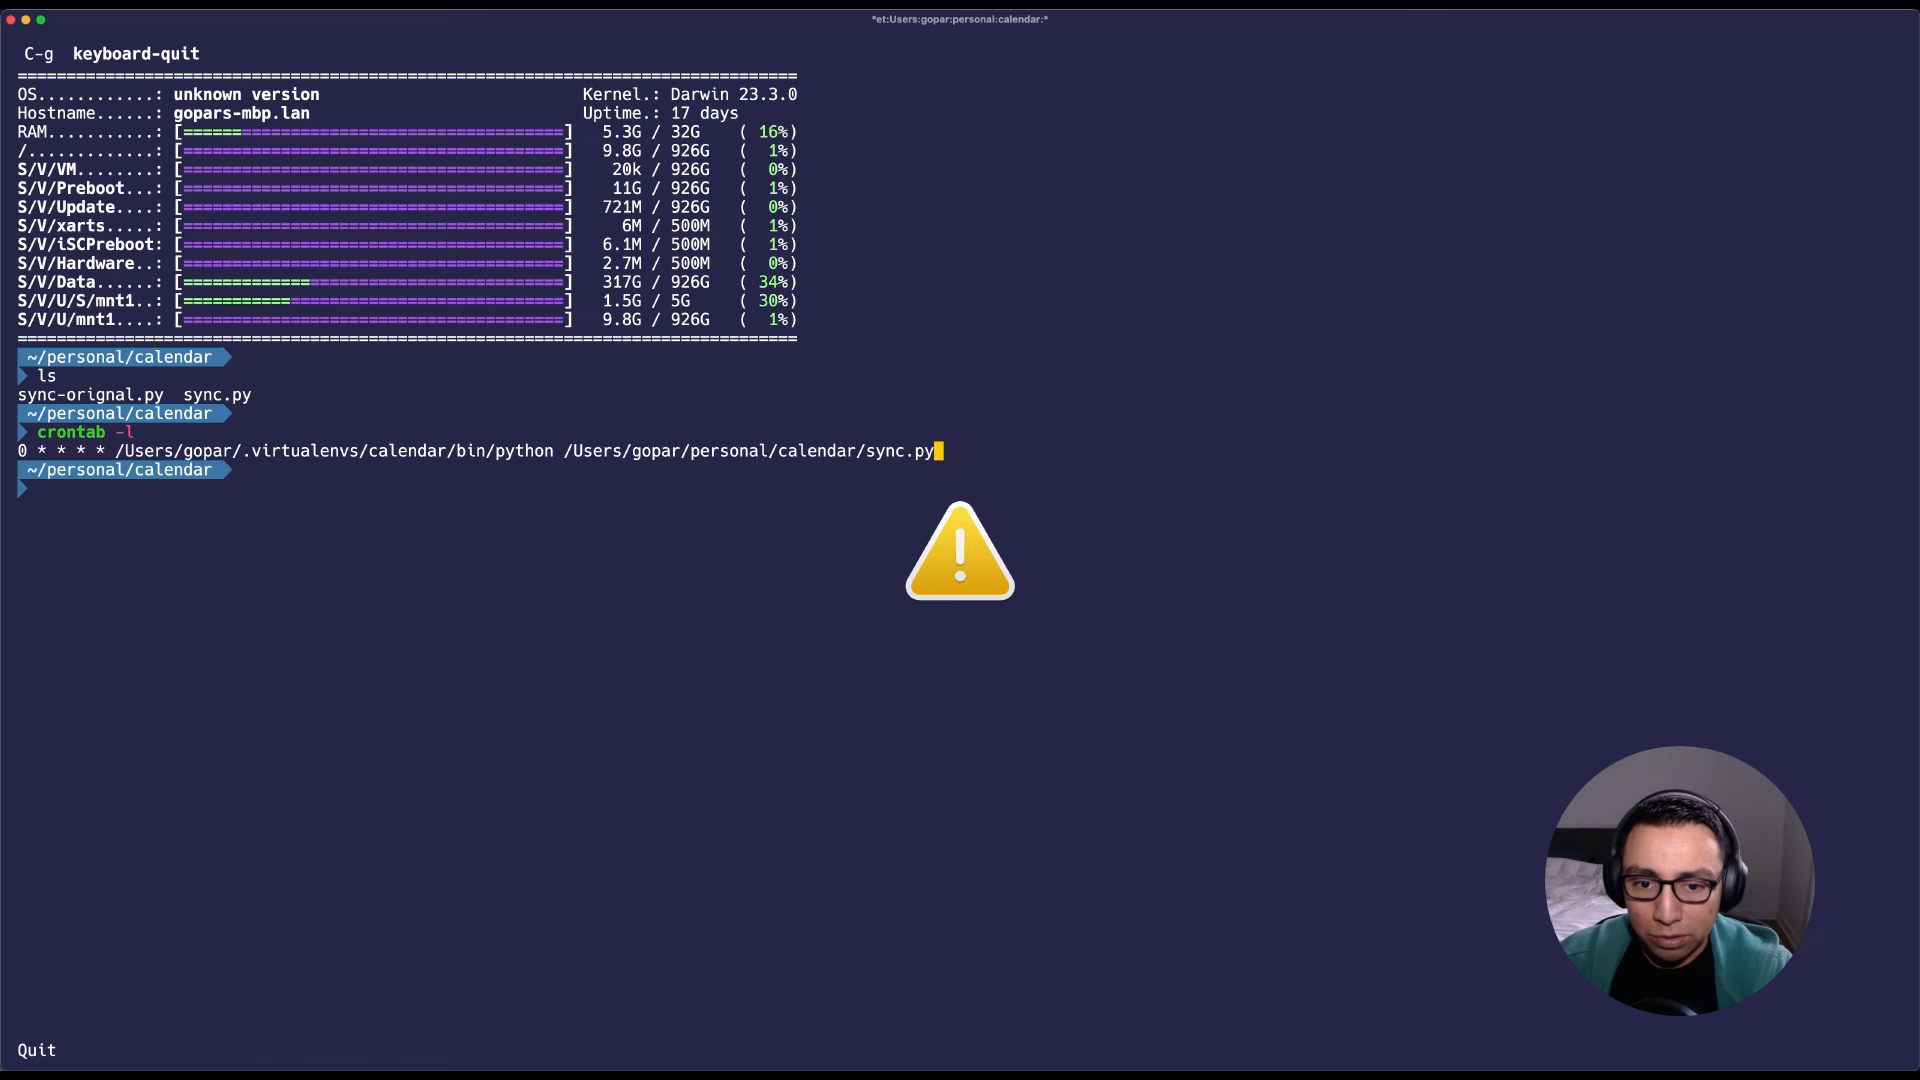 *et:Users:gopar:personal:calendar:*
C-g keyboard-quit
================================================================================
OS............: unknown version Kernel.: Darwin 23.3.0
Hostname......: gopars-mbp.lan Uptime.: 17 days
RAM...........: [=======================================] 5.3G / 32G ( 16%)
/.............: [=======================================] 9.8G / 926G ( 1%)
S/V/VM........: [=======================================] 20k / 926G ( 0%)
S/V/Preboot...: [=======================================] 11G / 926G ( 1%)
S/V/Update....: [=======================================] 721M / 926G ( 0%)
S/V/xarts.....: [=======================================] 6M / 500M ( 1%)
S/V/iSCPreboot: [=======================================] 6.1M / 500M ( 1%)
S/V/Hardware..: [=======================================] 2.7M / 500M ( 0%)
S/V/Data......: [=======================================] 317G / 926G ( 34%)
S/V/U/S/mnt1..: [=======================================] 1.5G / 5G ( 30%)
S/V/U/mnt1....: [=======================================] 9.8G / 926G ( 1%)
================================================================================
~/personal/calendar
ls
sync-orignal.py sync.py
~/personal/calendar
crontab -l
0 * * * * /Users/gopar/.virtualenvs/calendar/bin/python /Users/gopar/personal/calendar/sync.py
~/personal/calendar
Quit